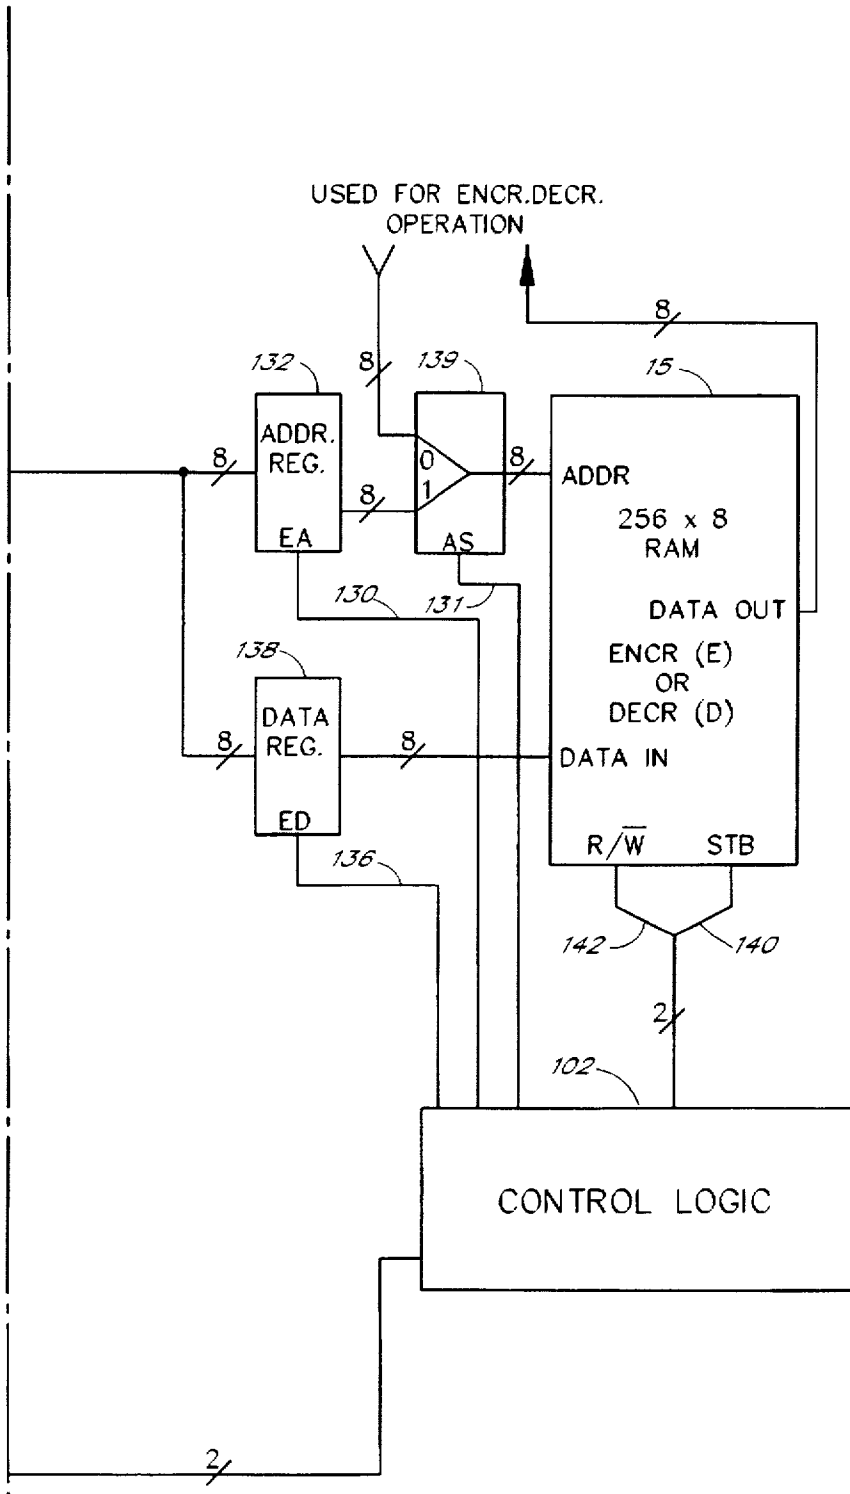 USED FOR ENCR.DECR.
OPERATION
8
8
132
139
15
ADDR.
REG.
EA
8
8
0
1
AS
8
ADDR
256 x 8
RAM
DATA OUT
ENCR (E)
OR
DECR (D)
DATA IN
R/W̅
STB
130
131
138
DATA
REG.
ED
8
8
136
142
140
2
102
CONTROL LOGIC
2